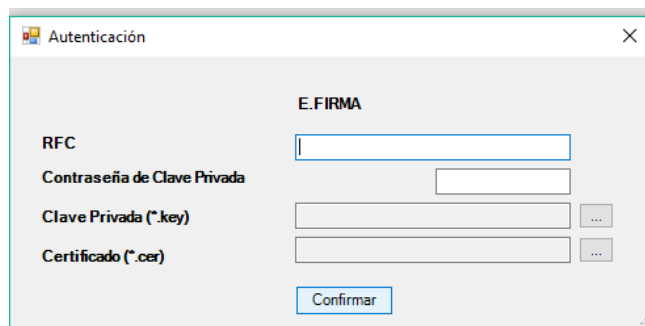 Autenticación
E.FIRMA
RFC
Contraseña de Clave Privada
Clave Privada (*.key)
...
Certificado (*.cer)
...
Confirmar